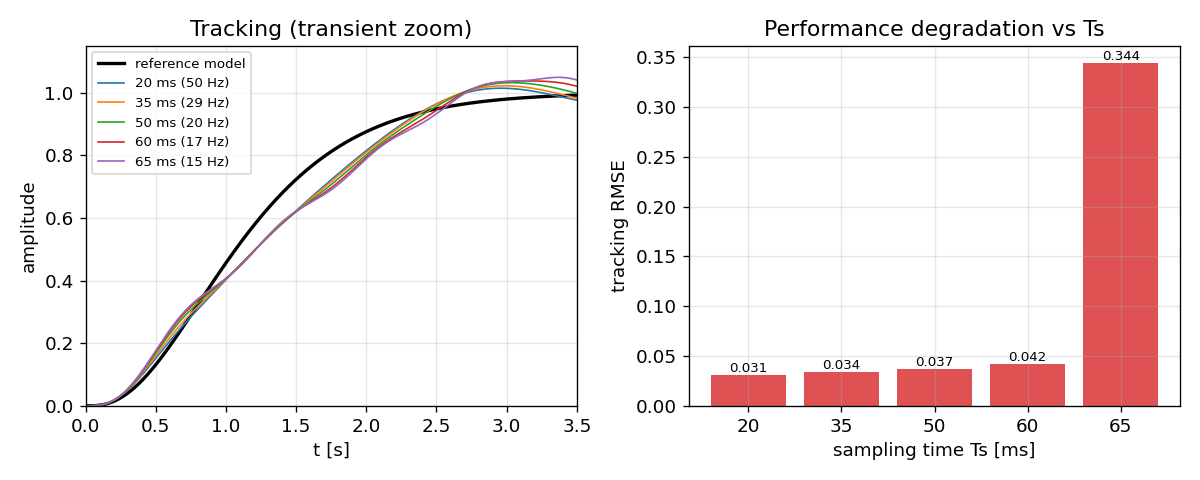 Tracking (transient zoom)
reference model
20 ms (50 Hz)
35 ms (29 Hz)
50 ms (20 Hz)
60 ms (17 Hz)
65 ms (15 Hz)
amplitude
1.0
0.8
0.6
0.4
0.2
0.0
0.0 0.5 1.0 1.5 2.0 2.5 3.0 3.5
t [s]
Performance degradation vs Ts
tracking RMSE
0.35
0.30
0.25
0.20
0.15
0.10
0.05
0.00
0.031 0.034 0.037 0.042 0.344
20 35 50 60 65
sampling time Ts [ms]